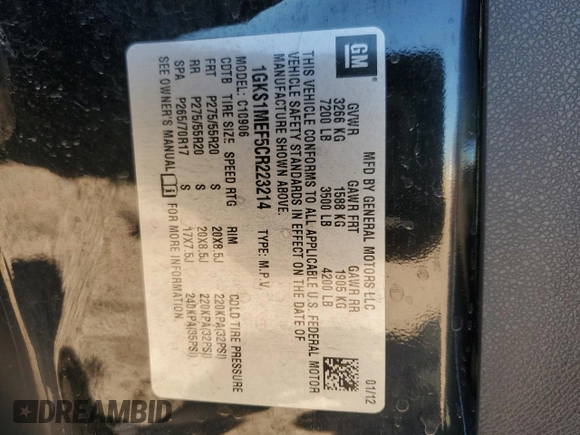 GM
MFD BY GENERAL MOTORS LLC
01/12
GVWR GAWR FRT GAWR RR
3266 KG 1588 KG 1905 KG
7200 LB 3500 LB 4200 LB
THIS VEHICLE CONFORMS TO ALL APPLICABLE U.S. FEDERAL MOTOR
VEHICLE SAFETY STANDARDS IN EFFECT ON THE DATE OF
MANUFACTURE SHOWN ABOVE.
1GKS1MEF5CR223214 TYPE: M.P.V.
MODEL: C10906
CDTB TIRE SIZE SPEED RTG RIM COLD TIRE PRESSURE
FRT P275/55R20 S 20X8.5J 220KPA(32PSI)
RR P275/55R20 S 20X8.5J 220KPA(32PSI)
SPA P265/70R17 S 17X7.5J 240KPA(35PSI)
SEE OWNER'S MANUAL FOR MORE INFORMATION.
DREAMBID